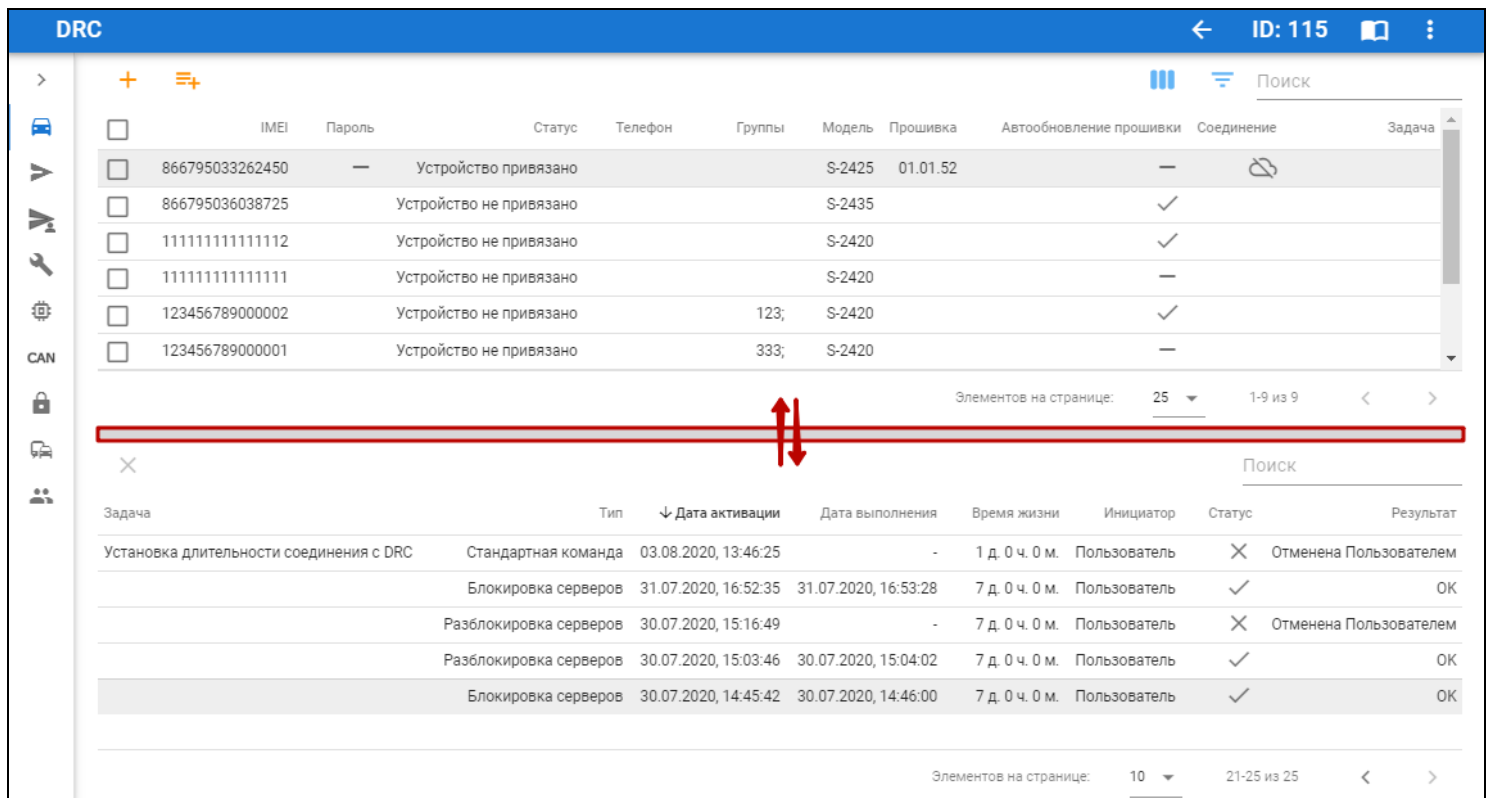 DRC ID: 115
Поиск
IMEI Пароль Статус Телефон Группы Модель Прошивка Автообновление прошивки Соединение Задача
866795033262450 — Устройство привязано S-2425 01.01.52 —
866795036038725 Устройство не привязано S-2435
111111111111112 Устройство не привязано S-2420
111111111111111 Устройство не привязано S-2420 —
123456789000002 Устройство не привязано 123; S-2420
CAN 123456789000001 Устройство не привязано 333; S-2420 —
Элементов на странице: 25 1-9 из 9
Поиск
Задача Тип Дата активации Дата выполнения Время жизни Инициатор Статус Результат
Установка длительности соединения с DRC Стандартная команда 03.08.2020, 13:46:25 - 1 д. 0 ч. 0 м. Пользователь Отменена Пользователем
Блокировка серверов 31.07.2020, 16:52:35 31.07.2020, 16:53:28 7 д. 0 ч. 0 м. Пользователь OK
Разблокировка серверов 30.07.2020, 15:16:49 - 7 д. 0 ч. 0 м. Пользователь Отменена Пользователем
Разблокировка серверов 30.07.2020, 15:03:46 30.07.2020, 15:04:02 7 д. 0 ч. 0 м. Пользователь OK
Блокировка серверов 30.07.2020, 14:45:42 30.07.2020, 14:46:00 7 д. 0 ч. 0 м. Пользователь OK
Элементов на странице: 10 21-25 из 25